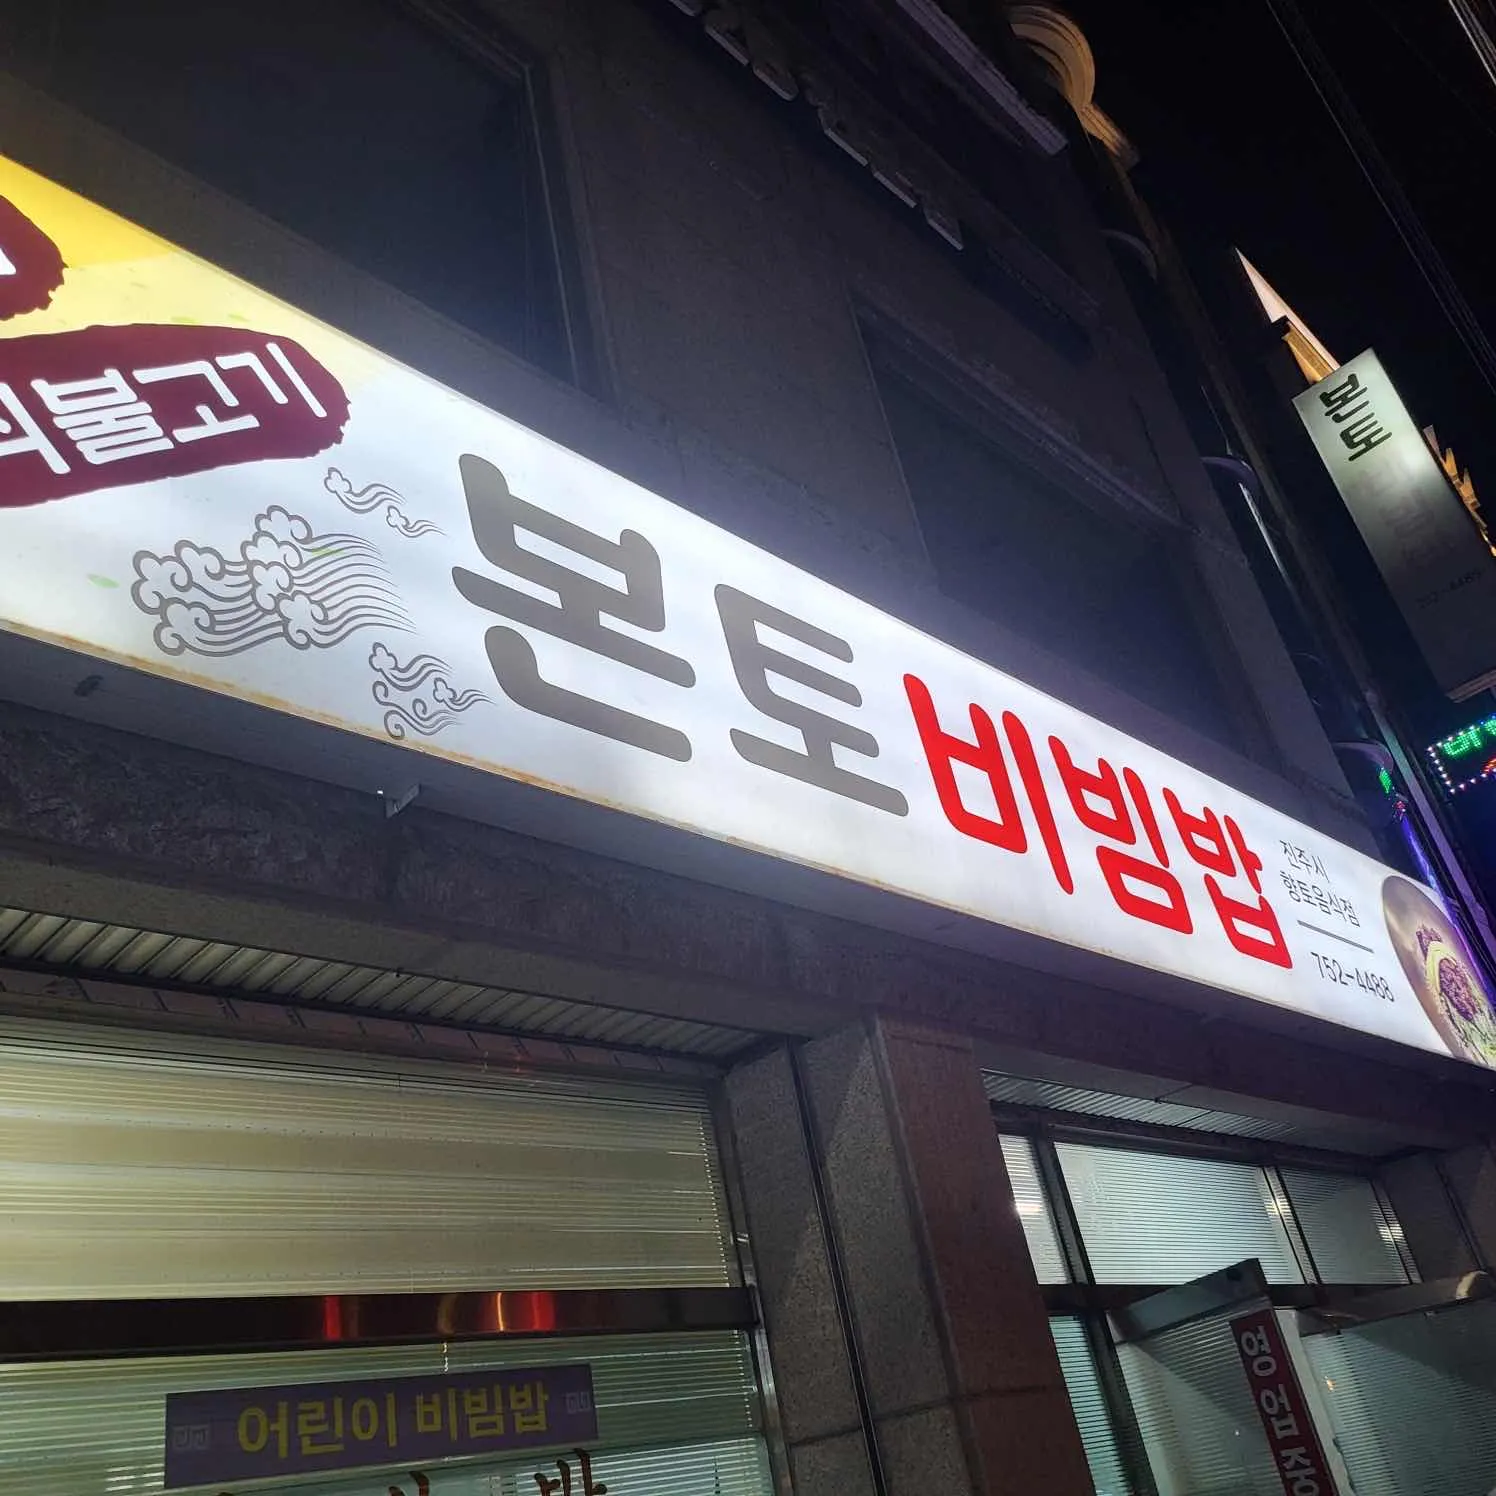 불고기
본토비빔밥
진주시
향토음식점
752-4488
본토
어린이 비빔밥
영업중